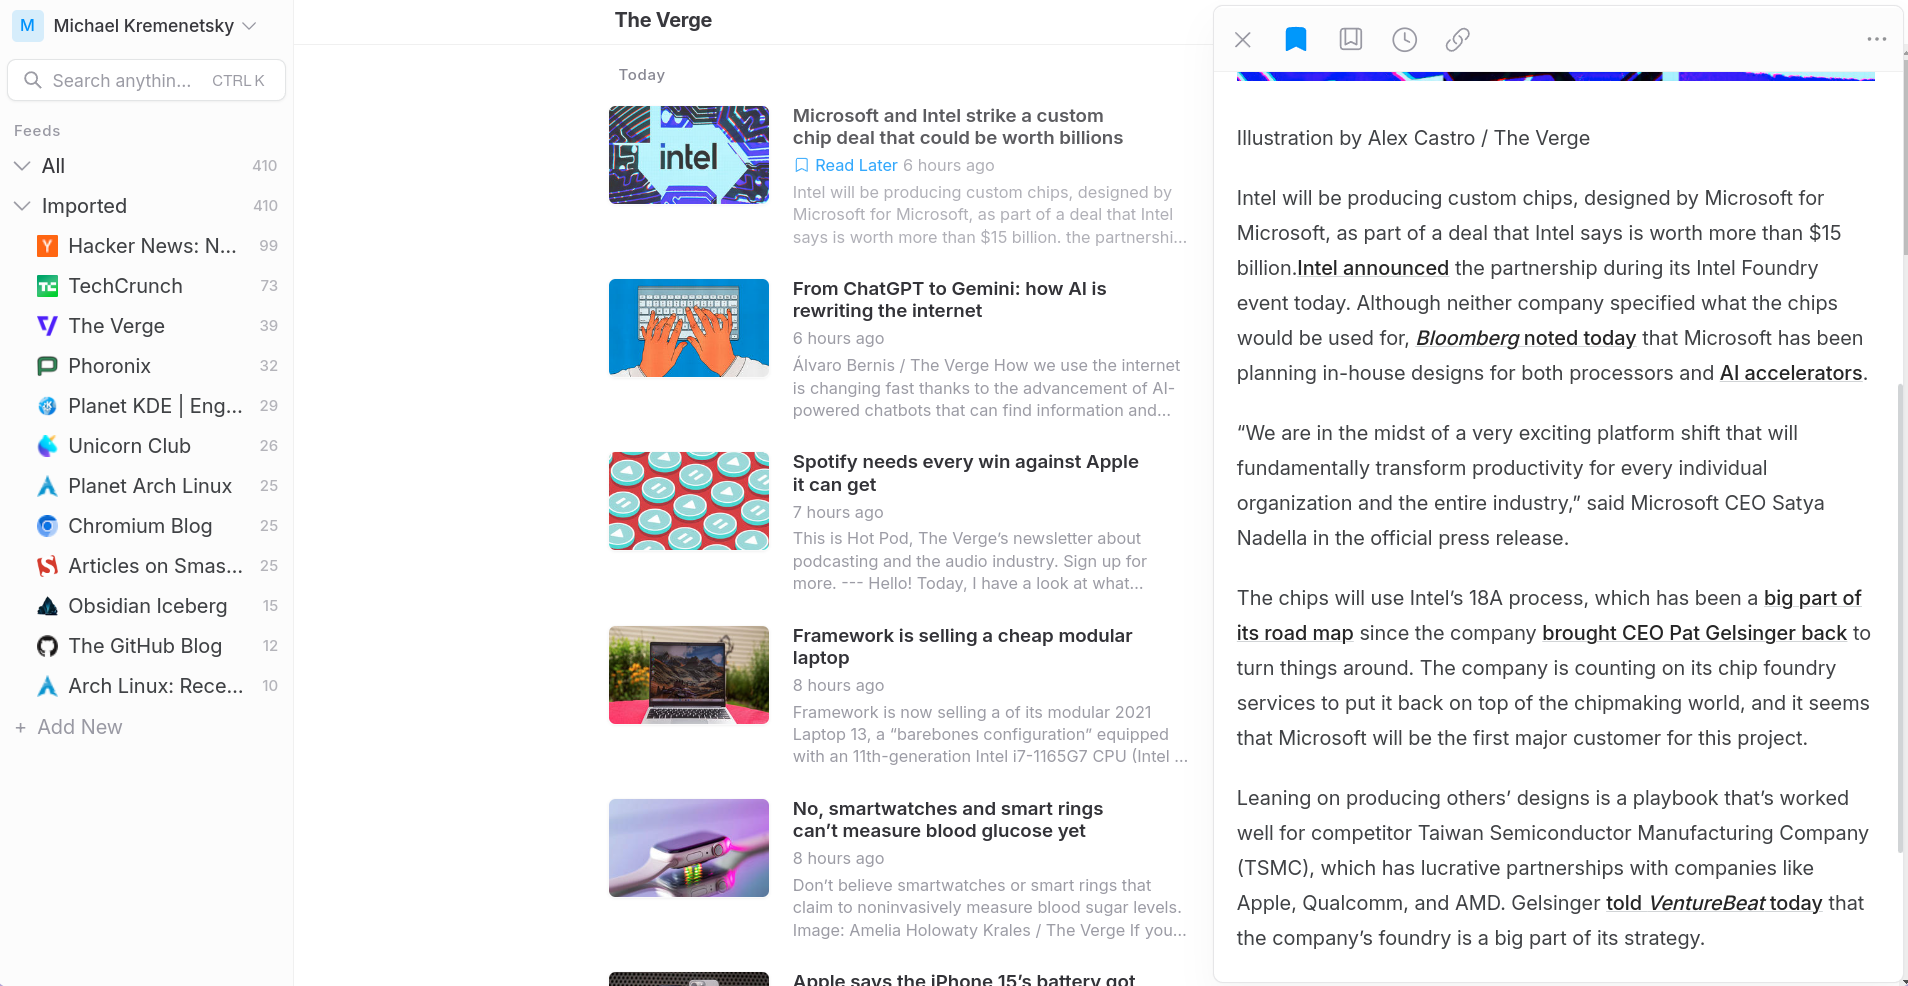 M Michael Kremenetsky
Search anythin... CTRL K
Feeds
All 410
Imported 410
Hacker News: N... 99
TechCrunch 73
The Verge 39
Phoronix 32
Planet KDE | Eng... 29
Unicorn Club 26
Planet Arch Linux 25
Chromium Blog 25
Articles on Smas... 25
Obsidian Iceberg 15
The GitHub Blog 12
Arch Linux: Rece... 10
+ Add New
The Verge
Today
intel
Microsoft and Intel strike a custom
chip deal that could be worth billions
Read Later 6 hours ago
Intel will be producing custom chips, designed by
Microsoft for Microsoft, as part of a deal that Intel
says is worth more than $15 billion. the partnershi...
From ChatGPT to Gemini: how AI is
rewriting the internet
6 hours ago
Álvaro Bernis / The Verge How we use the internet
is changing fast thanks to the advancement of AI-
powered chatbots that can find information and...
Spotify needs every win against Apple
it can get
7 hours ago
This is Hot Pod, The Verge’s newsletter about
podcasting and the audio industry. Sign up for
more. --- Hello! Today, I have a look at what...
Framework is selling a cheap modular
laptop
8 hours ago
Framework is now selling a of its modular 2021
Laptop 13, a “barebones configuration” equipped
with an 11th-generation Intel i7-1165G7 CPU (Intel ...
No, smartwatches and smart rings
can’t measure blood glucose yet
8 hours ago
Don’t believe smartwatches or smart rings that
claim to noninvasively measure blood sugar levels.
Image: Amelia Holowaty Krales / The Verge If you...
Apple says the iPhone 15’s battery got
Illustration by Alex Castro / The Verge
Intel will be producing custom chips, designed by Microsoft for
Microsoft, as part of a deal that Intel says is worth more than $15
billion.Intel announced the partnership during its Intel Foundry
event today. Although neither company specified what the chips
would be used for, Bloomberg noted today that Microsoft has been
planning in-house designs for both processors and AI accelerators.
“We are in the midst of a very exciting platform shift that will
fundamentally transform productivity for every individual
organization and the entire industry,” said Microsoft CEO Satya
Nadella in the official press release.
The chips will use Intel’s 18A process, which has been a big part of
its road map since the company brought CEO Pat Gelsinger back to
turn things around. The company is counting on its chip foundry
services to put it back on top of the chipmaking world, and it seems
that Microsoft will be the first major customer for this project.
Leaning on producing others’ designs is a playbook that’s worked
well for competitor Taiwan Semiconductor Manufacturing Company
(TSMC), which has lucrative partnerships with companies like
Apple, Qualcomm, and AMD. Gelsinger told VentureBeat today that
the company’s foundry is a big part of its strategy.